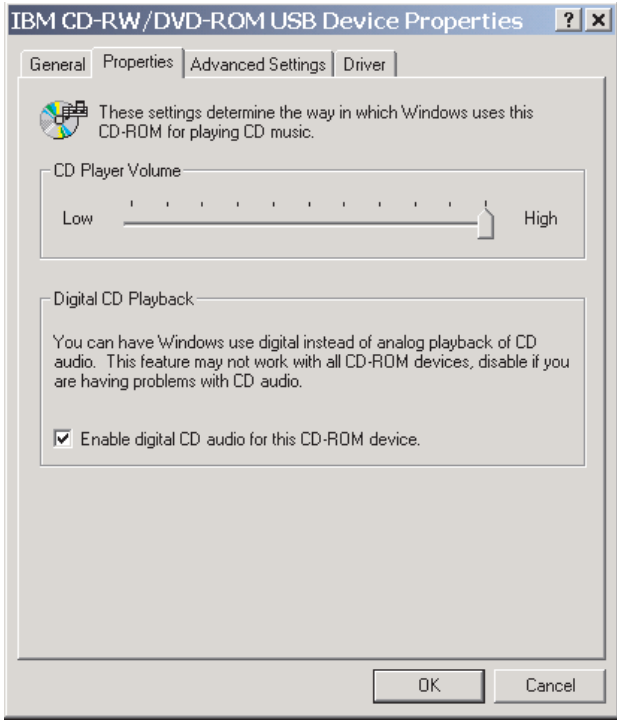 IBM CD-RW/DVD-ROM USB Device Properties ? ×
General Properties Advanced Settings Driver
These settings determine the way in which Windows uses this
CD-ROM for playing CD music.
CD Player Volume
Low High
Digital CD Playback
You can have Windows use digital instead of analog playback of CD
audio. This feature may not work with all CD-ROM devices, disable if you
are having problems with CD audio.
Enable digital CD audio for this CD-ROM device.
OK Cancel